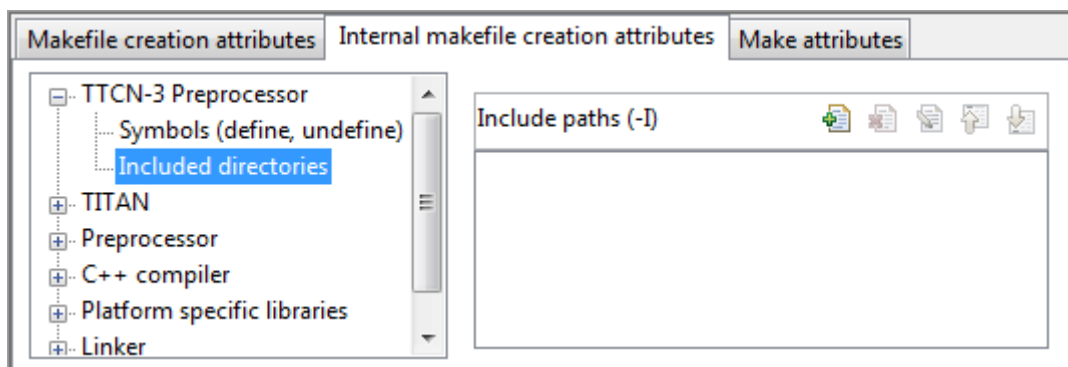 Makefile creation attributes
Internal makefile creation attributes
Make attributes
TTCN-3 Preprocessor
Symbols (define, undefine)
Included directories
TITAN
Preprocessor
C++ compiler
Platform specific libraries
Linker
Include paths (-I)